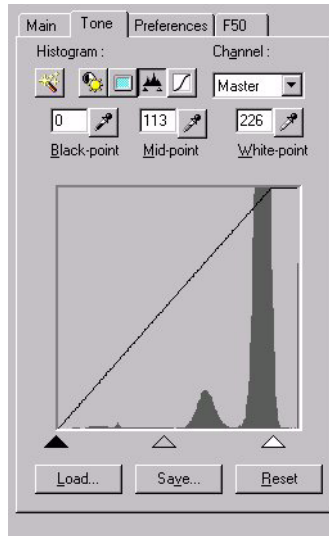 Main Tone Preferences F50
Histogram : Channel :
Master
0 113 226
Black-point Mid-point White-point
Load... Save... Reset